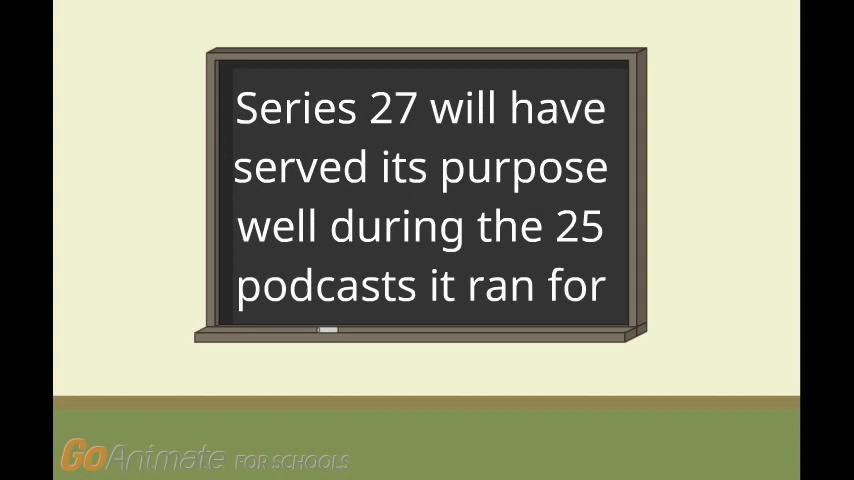 Series 27 will have
served its purpose
well during the 25
podcasts it ran for
GoAnimate FOR SCHOOLS